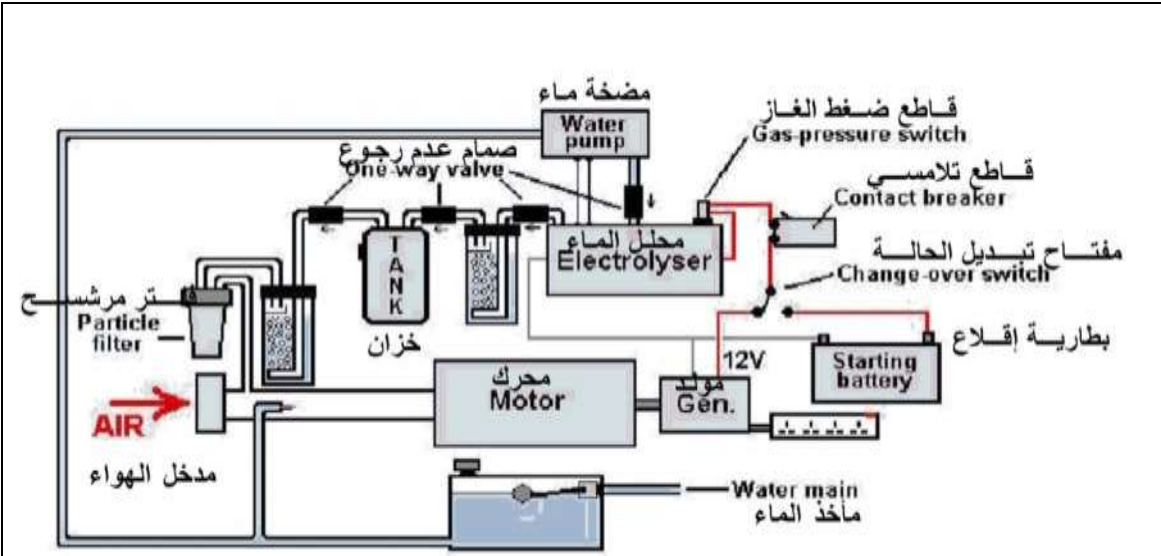 مضخة ماء
Water
pump
قاطع ضغط الغاز
Gas-pressure switch
صمام عدم رجوع
One-way valve
قاطع تلامسي
Contact breaker
محلل الماء
Electrolyser
مفتاح تبديل الحالة
Change-over switch
TANK
خزان
فلتر مرشح
Particle
filter
بطارية إقلاع
Starting
battery
12V
محرك
Motor
مولد
Gen.
AIR
مدخل الهواء
Water main
مأخذ الماء